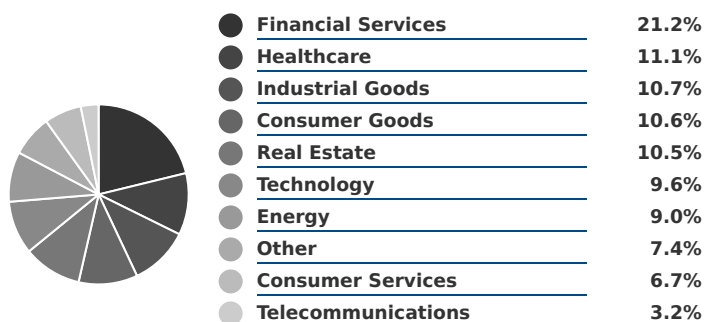 Financial Services 21.2%
Healthcare 11.1%
Industrial Goods 10.7%
Consumer Goods 10.6%
Real Estate 10.5%
Technology 9.6%
Energy 9.0%
Other 7.4%
Consumer Services 6.7%
Telecommunications 3.2%